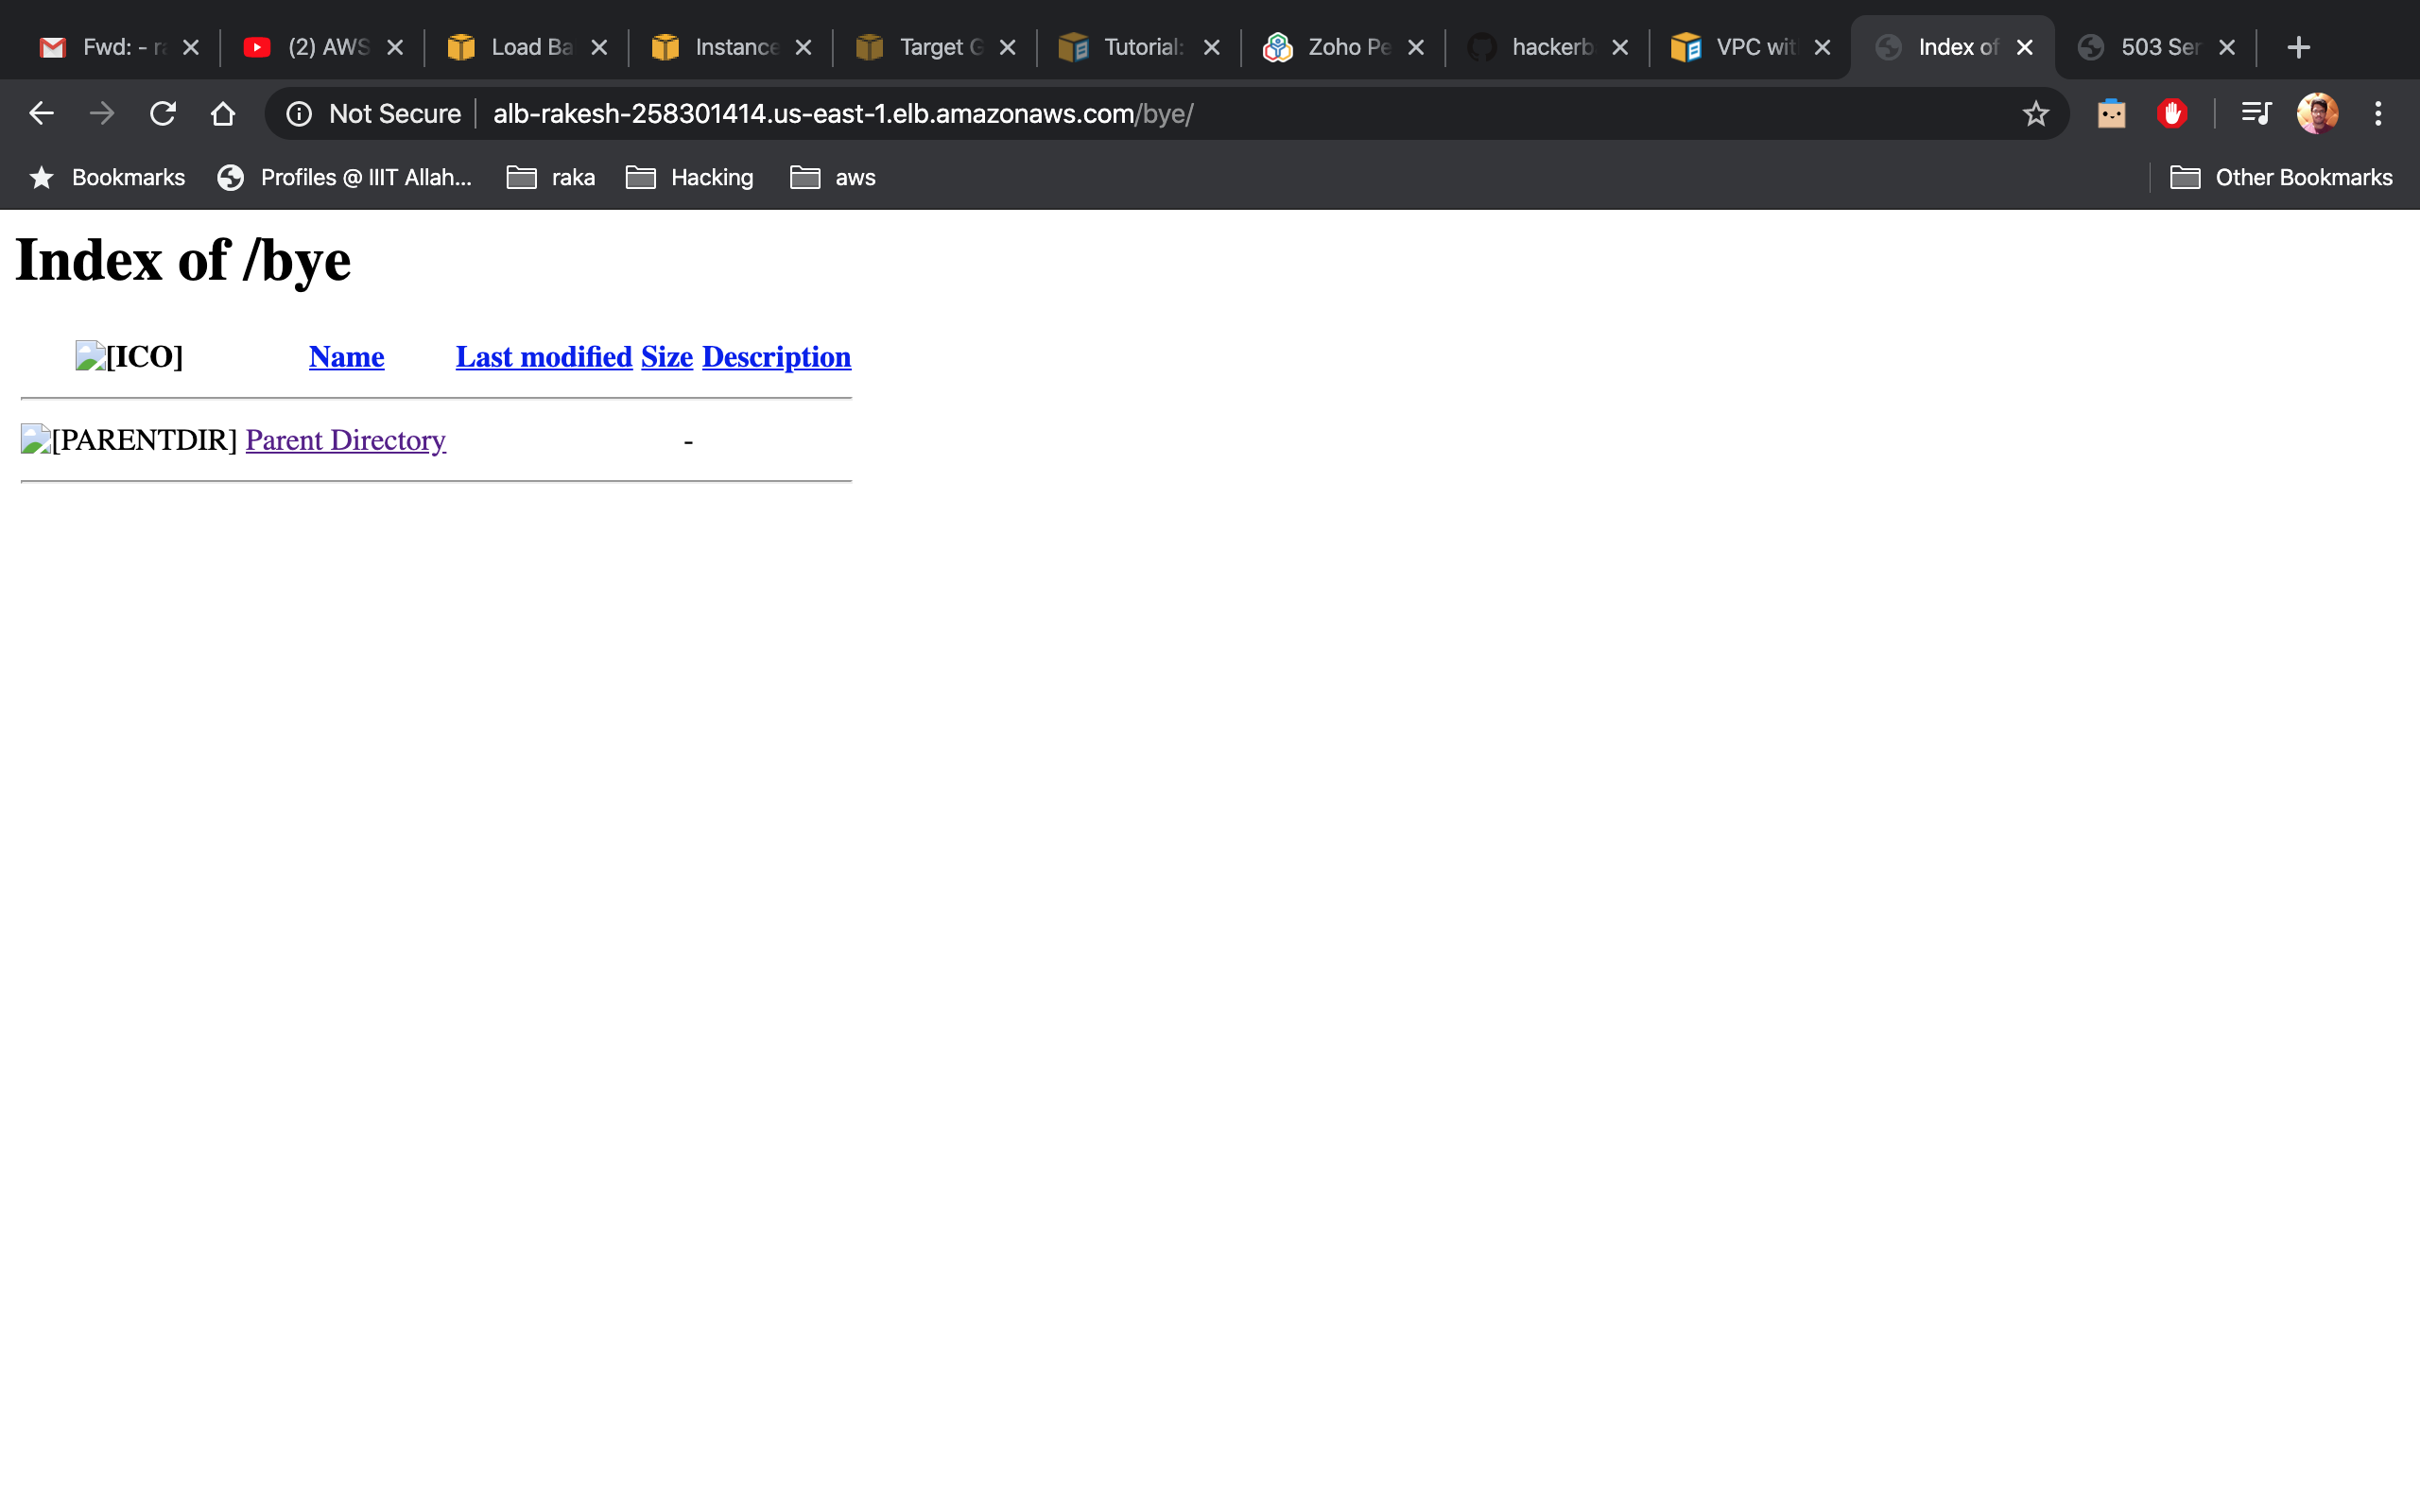 Fwd: - ra (2) AWS Load Ba Instance Target G Tutorial: Zoho Pe hackerb VPC wit Index of 503 Ser
Not Secure alb-rakesh-258301414.us-east-1.elb.amazonaws.com/bye/
Bookmarks Profiles @ IIIT Allah... raka Hacking aws Other Bookmarks
Index of /bye
[ICO] Name Last modified Size Description
[PARENTDIR] Parent Directory -